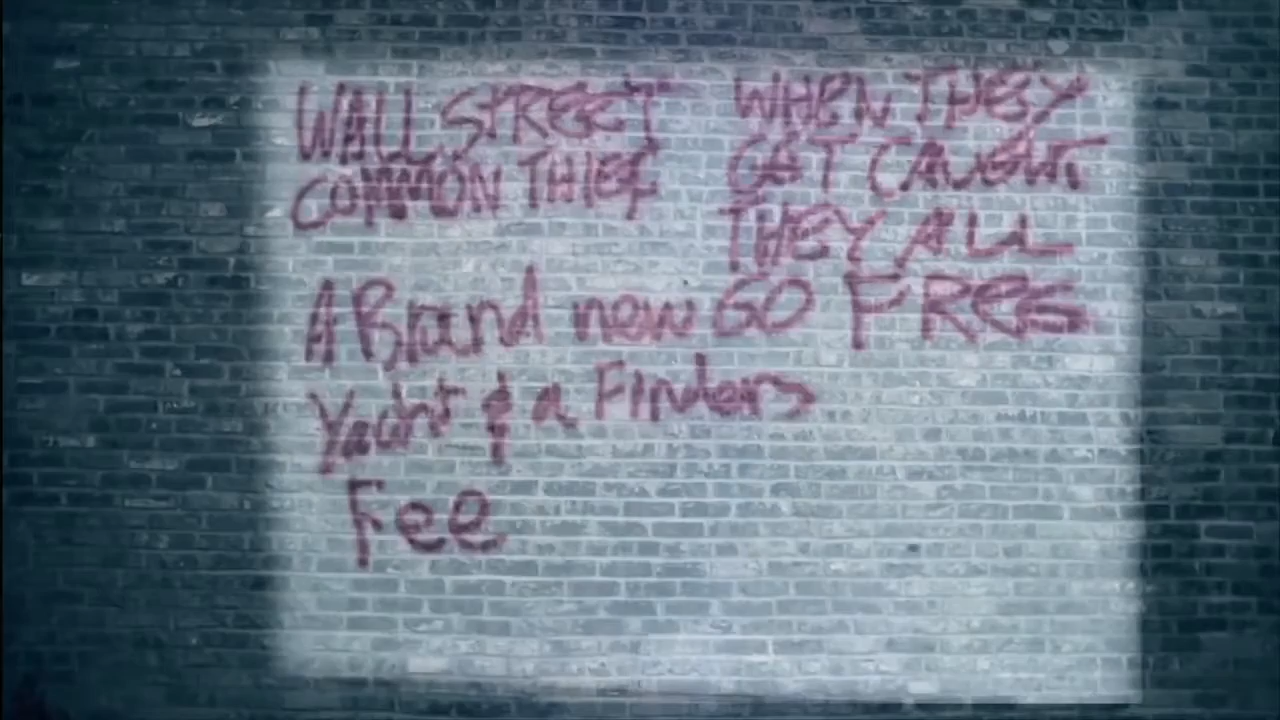 WALL STREET
COMMON THIEF
WHEN THEY
GET CAUGHT
THEY ALL
GO FREE
A Brand new
Yacht & a Finders
Fee